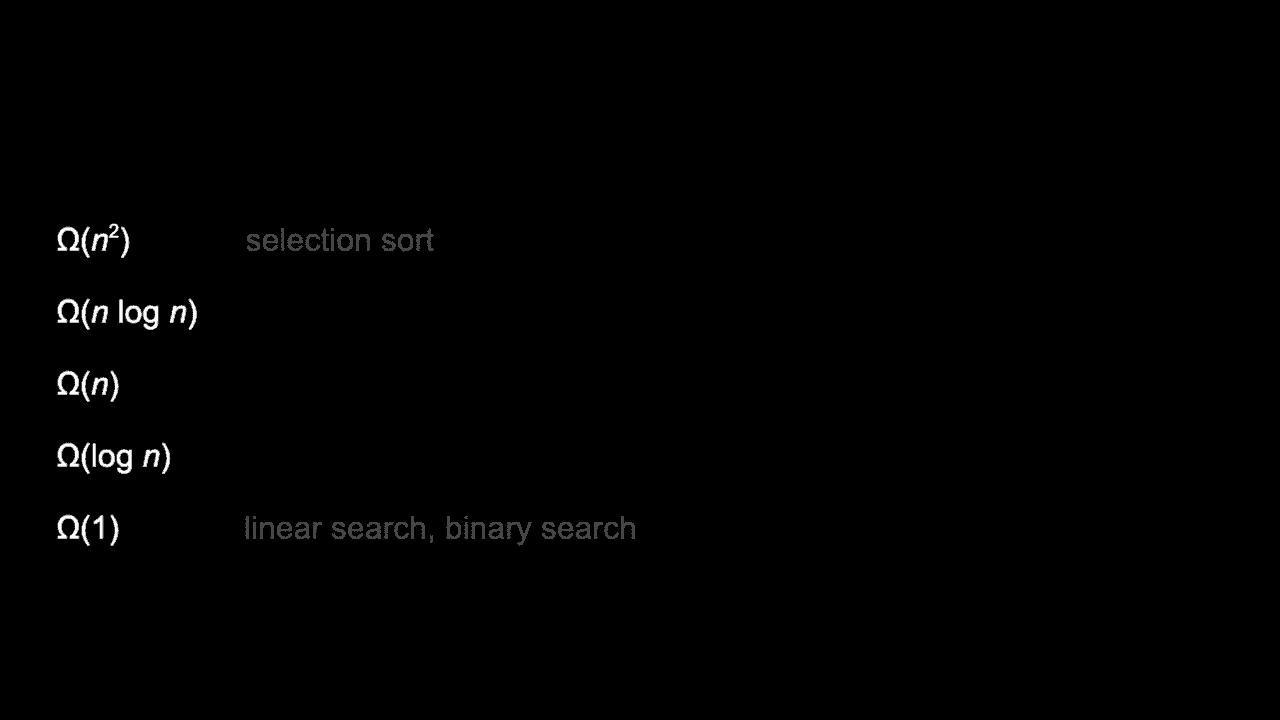 Ω(n²) selection sort
Ω(n log n)
Ω(n)
Ω(log n)
Ω(1) linear search, binary search